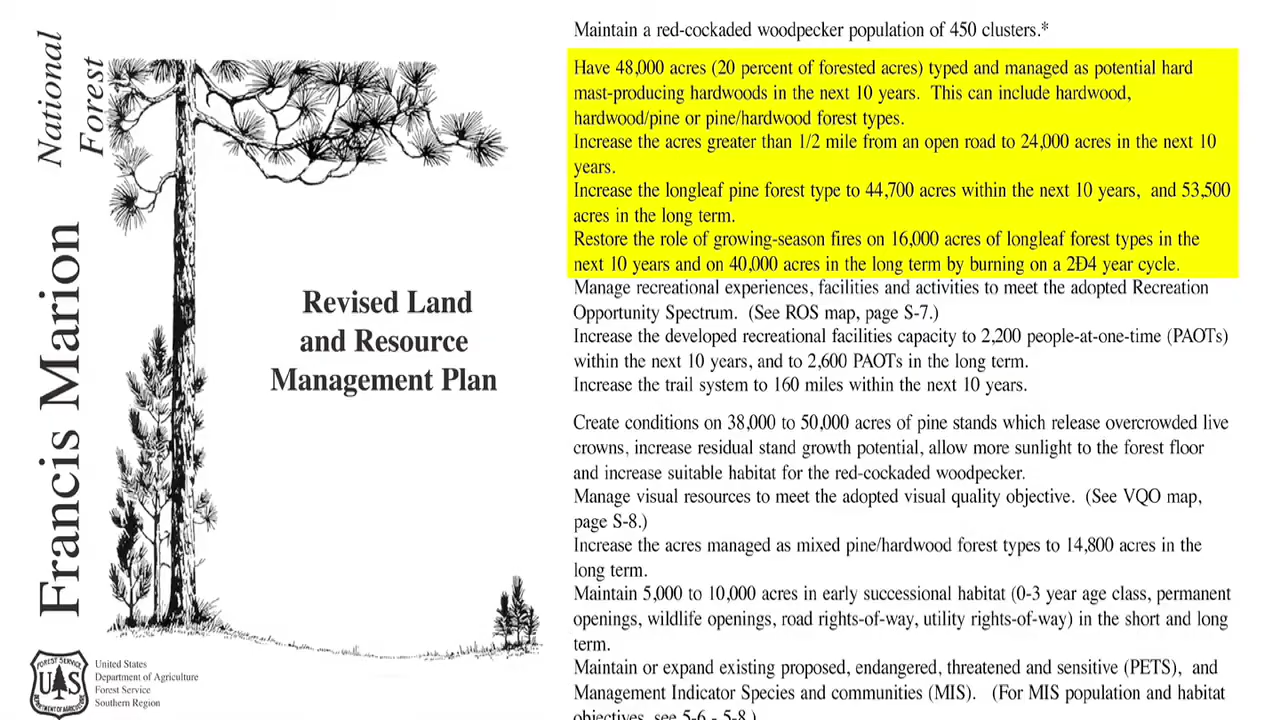 Francis Marion
National
Forest
Revised Land
and Resource
Management Plan
FOREST SERVICE
US
DEPARTMENT OF AGRICULTURE
United States
Department of Agriculture
Forest Service
Southern Region
Maintain a red-cockaded woodpecker population of 450 clusters.*
Have 48,000 acres (20 percent of forested acres) typed and managed as potential hard
mast-producing hardwoods in the next 10 years. This can include hardwood,
hardwood/pine or pine/hardwood forest types.
Increase the acres greater than 1/2 mile from an open road to 24,000 acres in the next 10
years.
Increase the longleaf pine forest type to 44,700 acres within the next 10 years, and 53,500
acres in the long term.
Restore the role of growing-season fires on 16,000 acres of longleaf forest types in the
next 10 years and on 40,000 acres in the long term by burning on a 2Ð4 year cycle.
Manage recreational experiences, facilities and activities to meet the adopted Recreation
Opportunity Spectrum. (See ROS map, page S-7.)
Increase the developed recreational facilities capacity to 2,200 people-at-one-time (PAOTs)
within the next 10 years, and to 2,600 PAOTs in the long term.
Increase the trail system to 160 miles within the next 10 years.
Create conditions on 38,000 to 50,000 acres of pine stands which release overcrowded live
crowns, increase residual stand growth potential, allow more sunlight to the forest floor
and increase suitable habitat for the red-cockaded woodpecker.
Manage visual resources to meet the adopted visual quality objective. (See VQO map,
page S-8.)
Increase the acres managed as mixed pine/hardwood forest types to 14,800 acres in the
long term.
Maintain 5,000 to 10,000 acres in early successional habitat (0-3 year age class, permanent
openings, wildlife openings, road rights-of-way, utility rights-of-way) in the short and long
term.
Maintain or expand existing proposed, endangered, threatened and sensitive (PETS), and
Management Indicator Species and communities (MIS). (For MIS population and habitat
objectives, see 5-6 - 5-8.)